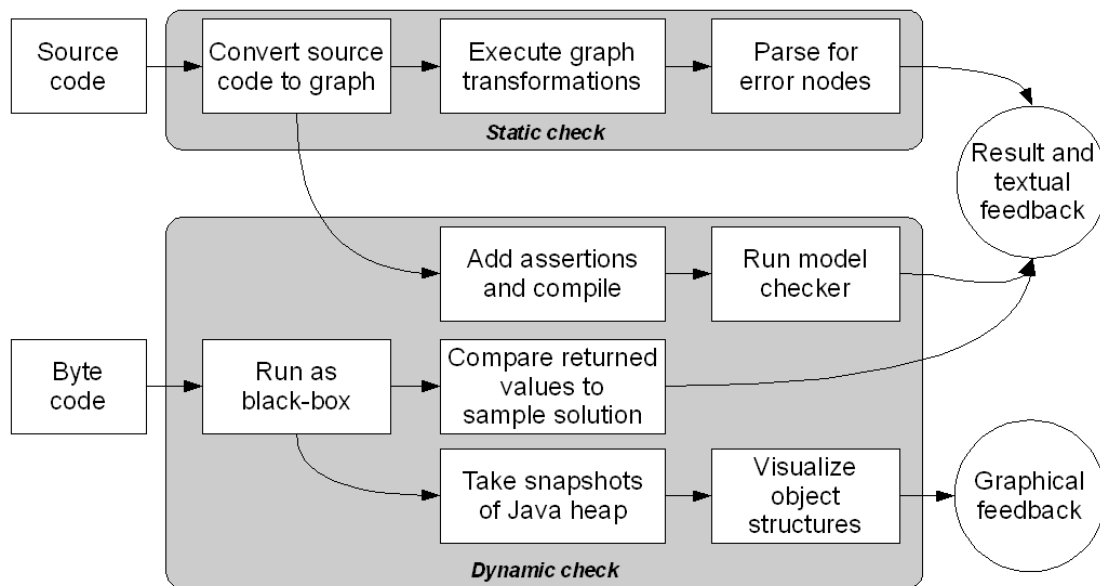 Source
code
Convert source
code to graph
Execute graph
transformations
Parse for
error nodes
Static check
Result and
textual
feedback
Add assertions
and compile
Run model
checker
Byte
code
Run as
black-box
Compare returned
values to
sample solution
Take snapshots
of Java heap
Visualize
object
structures
Graphical
feedback
Dynamic check